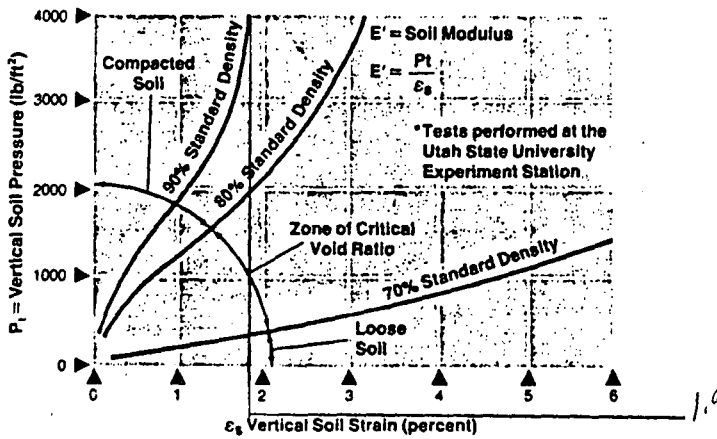 4000
3000
2000
1000
0
P_t = Vertical Soil Pressure (lb/ft²)
Compacted
Soil
90% Standard Density
80% Standard Density
70% Standard Density
E' = Soil Modulus
E' = Pt
ε_s
*Tests performed at the
Utah State University
Experiment Station
Zone of Critical
Void Ratio
Loose
Soil
0 1 2 3 4 5 6
ε_s Vertical Soil Strain (percent)